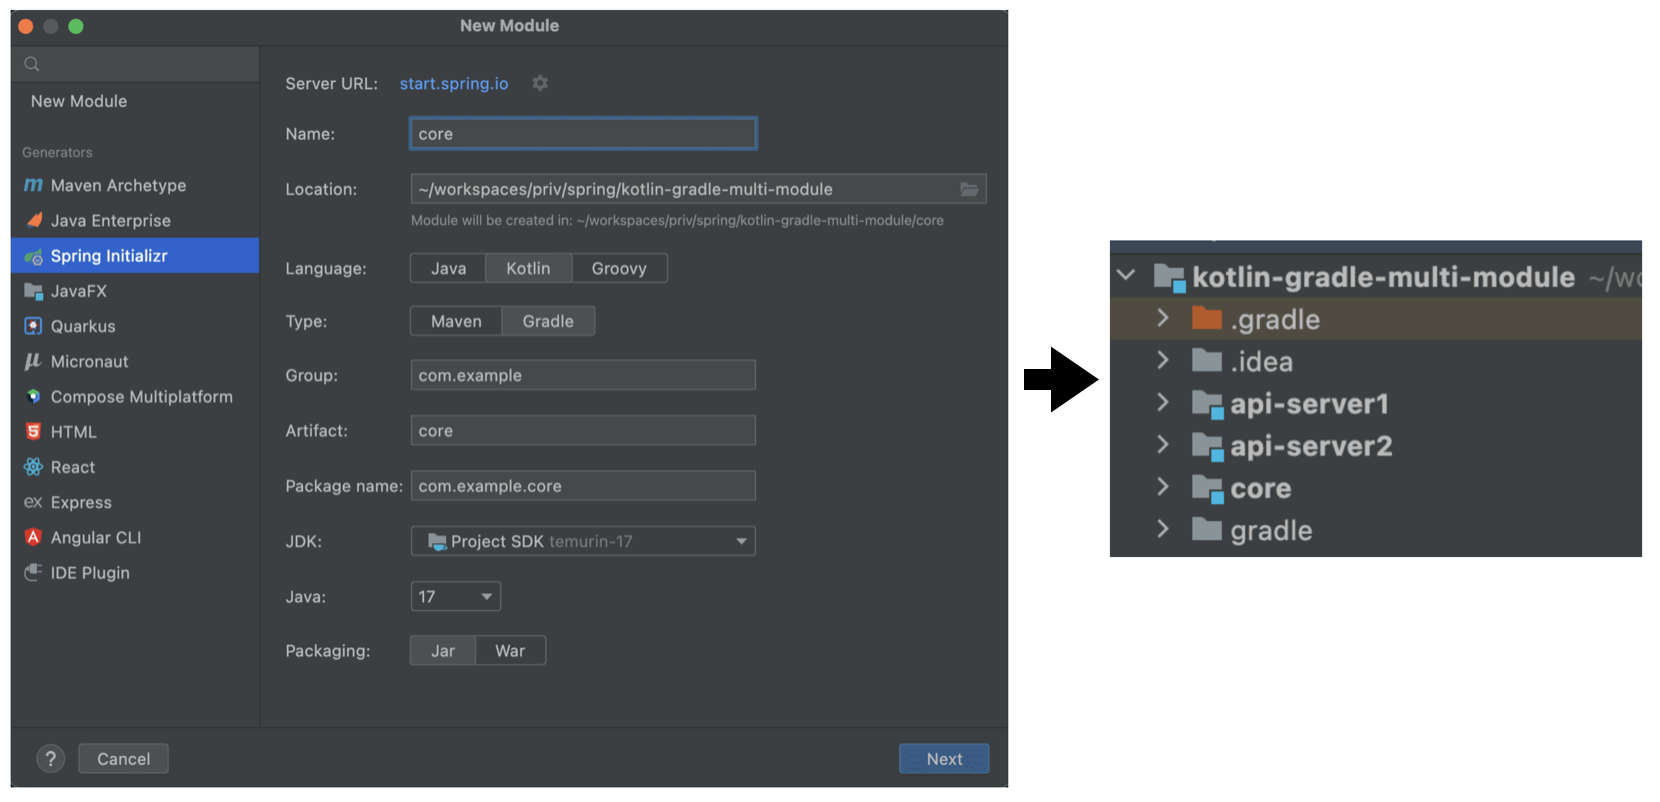 New Module
New Module
Generators
Maven Archetype
Java Enterprise
Spring Initializr
JavaFX
Quarkus
Micronaut
Compose Multiplatform
HTML
React
ex Express
Angular CLI
IDE Plugin
Server URL: start.spring.io
Name: core
Location: ~/workspaces/priv/spring/kotlin-gradle-multi-module
Module will be created in: ~/workspaces/priv/spring/kotlin-gradle-multi-module/core
Language: Java Kotlin Groovy
Type: Maven Gradle
Group: com.example
Artifact: core
Package name: com.example.core
JDK: Project SDK temurin-17
Java: 17
Packaging: Jar War
? Cancel Next
kotlin-gradle-multi-module ~/wo
.gradle
.idea
api-server1
api-server2
core
gradle